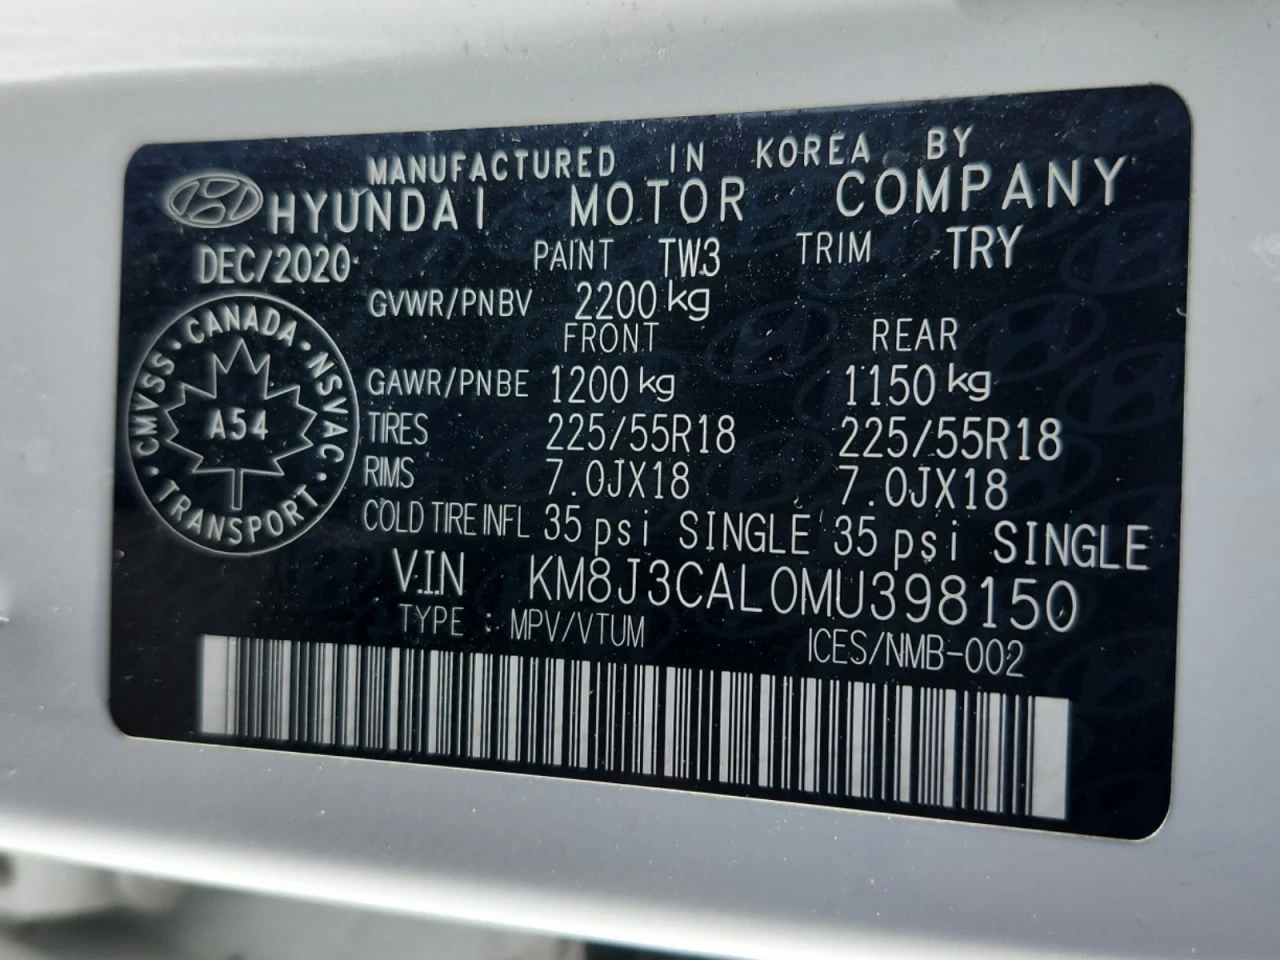 MANUFACTURED IN KOREA BY
HYUNDAI MOTOR COMPANY
DEC/2020 PAINT TW3 TRIM TRY
GVWR/PNBV 2200 kg
FRONT REAR
GAWR/PNBE 1200 kg 1150 kg
TIRES 225/55R18 225/55R18
RIMS 7.0JX18 7.0JX18
COLD TIRE INFL 35 psi SINGLE 35 psi SINGLE
V.I.N KM8J3CAL0MU398150
TYPE : MPV/VTUM ICES/NMB-002
· CANADA · NSVAC · TRANSPORT · CMVSS
A54